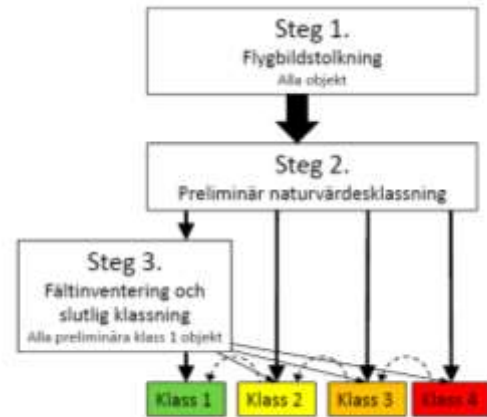 Steg 1.
Flygbildstolkning
Alla objekt
Steg 2.
Preliminär naturvärdesklassning
Steg 3.
Fältinventering och
slutlig klassning
Alla preliminära klass 1 objekt
Klass 1
Klass 2
Klass 3
Klass 4